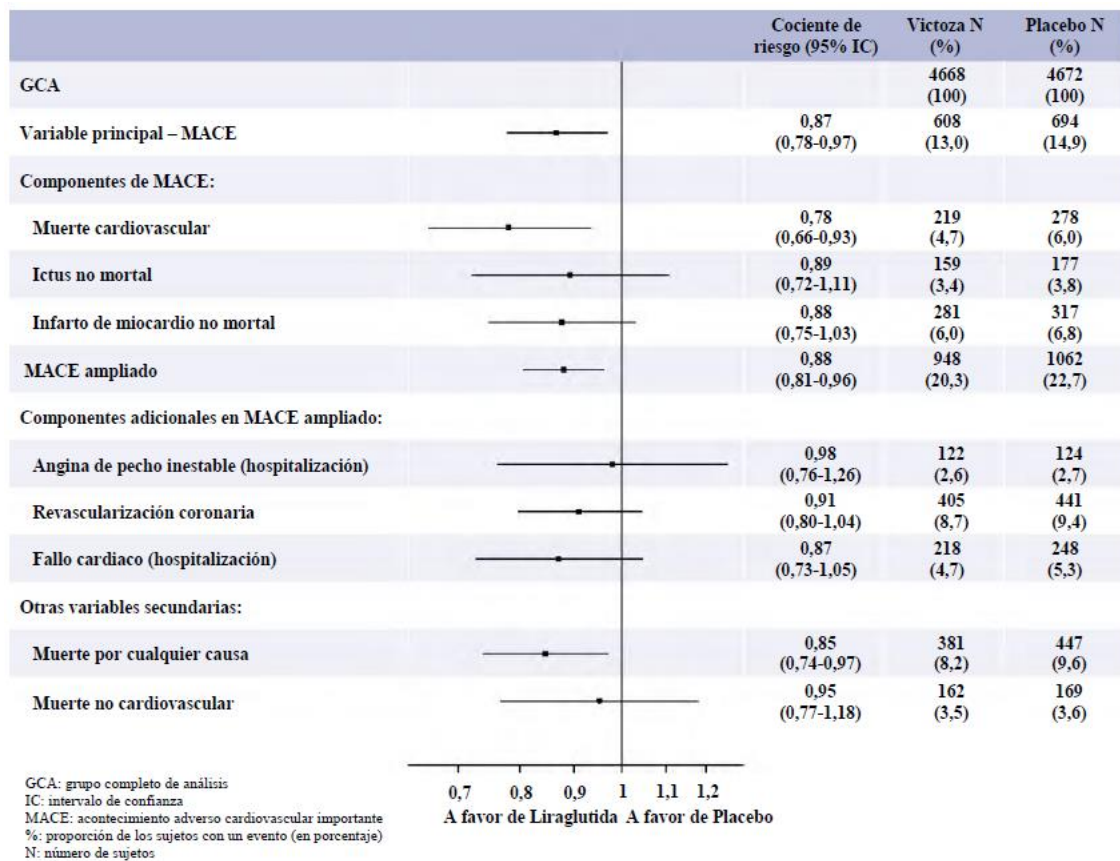 Cociente de riesgo (95% IC) Victoza N (%) Placebo N (%)
GCA 4668 (100) 4672 (100)
Variable principal – MACE 0,87 (0,78-0,97) 608 (13,0) 694 (14,9)
Componentes de MACE:
Muerte cardiovascular 0,78 (0,66-0,93) 219 (4,7) 278 (6,0)
Ictus no mortal 0,89 (0,72-1,11) 159 (3,4) 177 (3,8)
Infarto de miocardio no mortal 0,88 (0,75-1,03) 281 (6,0) 317 (6,8)
MACE ampliado 0,88 (0,81-0,96) 948 (20,3) 1062 (22,7)
Componentes adicionales en MACE ampliado:
Angina de pecho inestable (hospitalización) 0,98 (0,76-1,26) 122 (2,6) 124 (2,7)
Revascularización coronaria 0,91 (0,80-1,04) 405 (8,7) 441 (9,4)
Fallo cardiaco (hospitalización) 0,87 (0,73-1,05) 218 (4,7) 248 (5,3)
Otras variables secundarias:
Muerte por cualquier causa 0,85 (0,74-0,97) 381 (8,2) 447 (9,6)
Muerte no cardiovascular 0,95 (0,77-1,18) 162 (3,5) 169 (3,6)
0,7 0,8 0,9 1 1,1 1,2
A favor de Liraglutida A favor de Placebo
GCA: grupo completo de análisis
IC: intervalo de confianza
MACE: acontecimiento adverso cardiovascular importante
%: proporción de los sujetos con un evento (en porcentaje)
N: número de sujetos